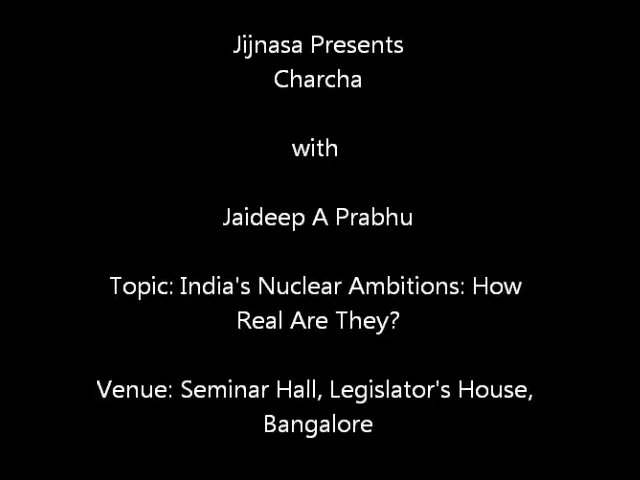 Jijnasa Presents
Charcha
with
Jaideep A Prabhu
Topic: India's Nuclear Ambitions: How
Real Are They?
Venue: Seminar Hall, Legislator's House,
Bangalore